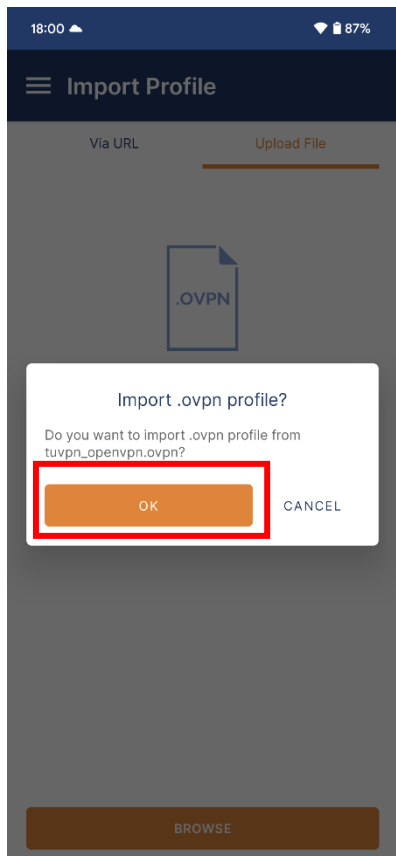 18:00 87%
Import Profile
Via URL Upload File
.OVPN
Import .ovpn profile?
Do you want to import .ovpn profile from
tuvpn_openvpn.ovpn?
OK CANCEL
BROWSE